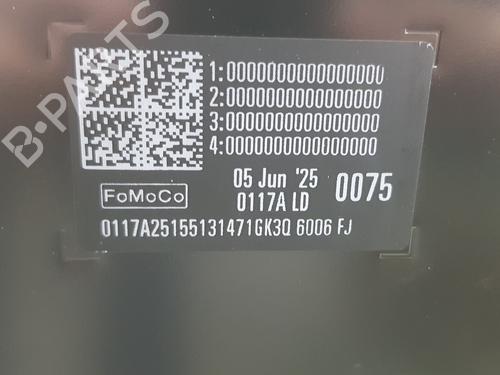 1:0000000000000000
2:0000000000000000
3:0000000000000000
4:0000000000000000
05 Jun '25
0117A LD
0075
FoMoCo
0117A25155131471GK3Q 6006 FJ
B-PARTS